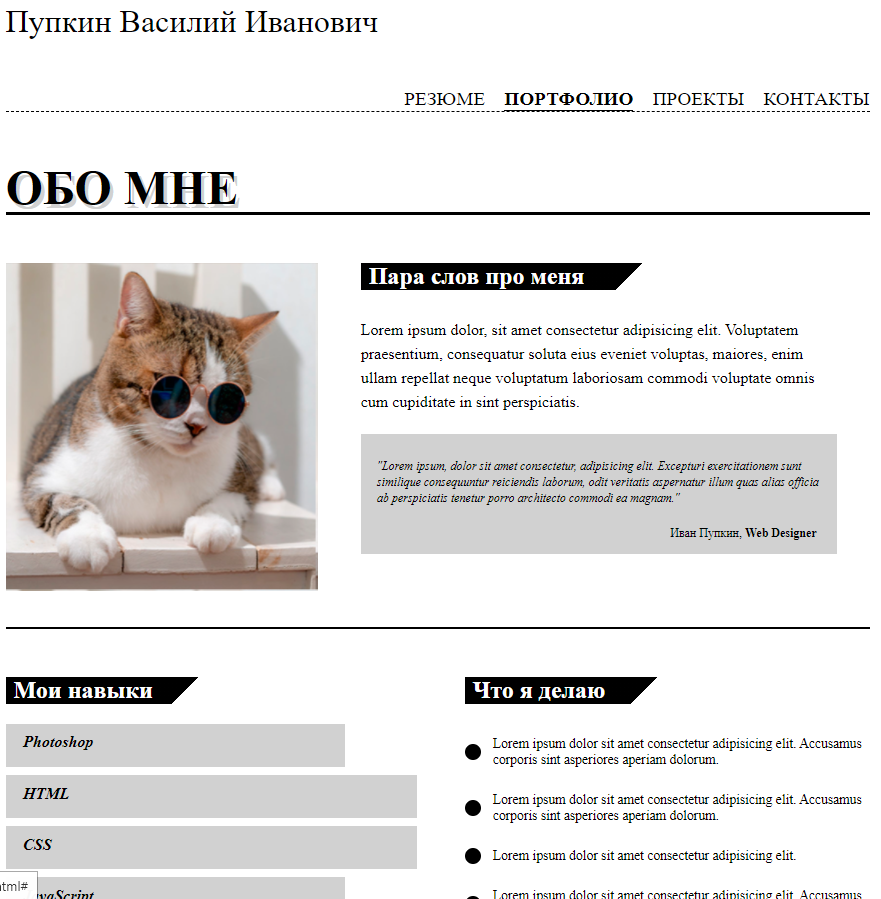 Пупкин Василий Иванович
РЕЗЮМЕ ПОРТФОЛИО ПРОЕКТЫ КОНТАКТЫ
ОБО МНЕ
Пара слов про меня
Lorem ipsum dolor, sit amet consectetur adipisicing elit. Voluptatem
praesentium, consequatur soluta eius eveniet voluptas, maiores, enim
ullam repellat neque voluptatum laboriosam commodi voluptate omnis
cum cupiditate in sint perspiciatis.
"Lorem ipsum, dolor sit amet consectetur, adipisicing elit. Excepturi exercitationem sunt
similique consequuntur reiciendis laborum, odit veritatis aspernatur illum quas alias officia
ab perspiciatis tenetur porro architecto commodi ea magnam."
Иван Пупкин, Web Designer
Мои навыки
Photoshop
HTML
CSS
vaScript
tml#
Что я делаю
Lorem ipsum dolor sit amet consectetur adipisicing elit. Accusamus
corporis sint asperiores aperiam dolorum.
Lorem ipsum dolor sit amet consectetur adipisicing elit. Accusamus
corporis sint asperiores aperiam dolorum.
Lorem ipsum dolor sit amet consectetur adipisicing elit.
Lorem ipsum dolor sit amet consectetur adipisicing elit. Accusamus